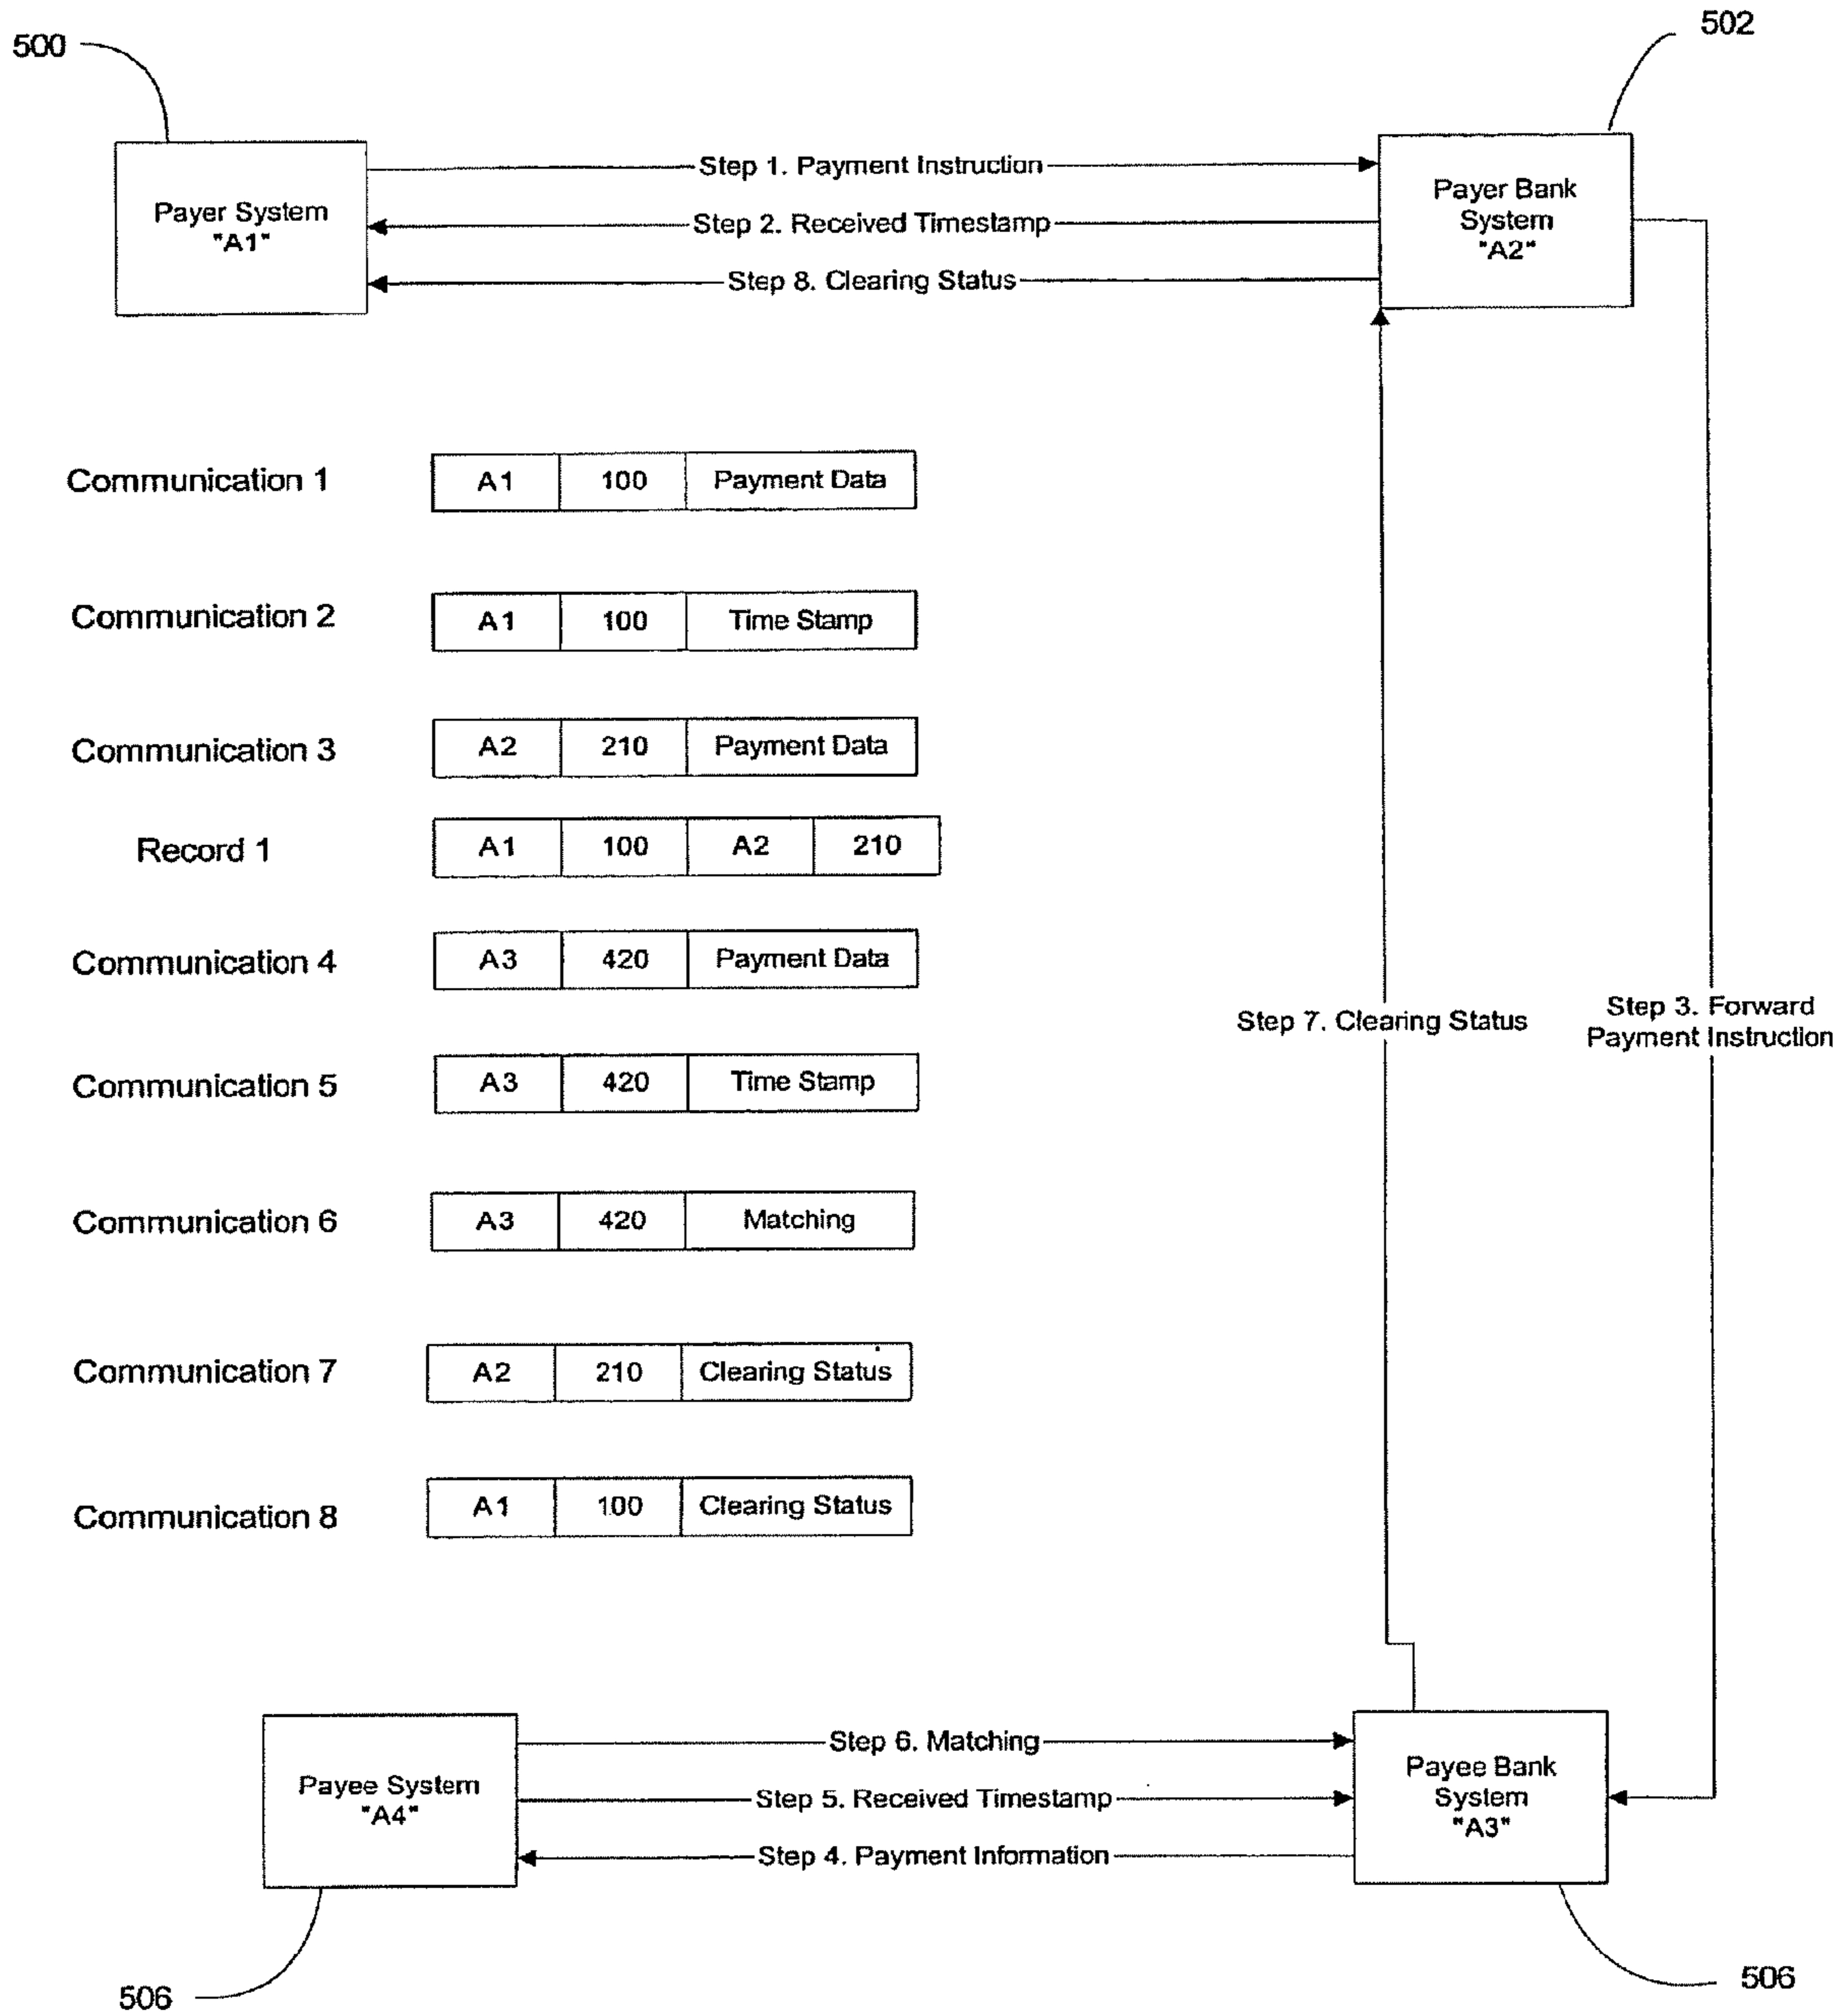 500
502
Payer System
"A1"
Step 1. Payment Instruction
Step 2. Received Timestamp
Step 8. Clearing Status
Payer Bank
System
"A2"
Communication 1
A1 100 Payment Data
Communication 2
A1 100 Time Stamp
Communication 3
A2 210 Payment Data
Record 1
A1 100 A2 210
Communication 4
A3 420 Payment Data
Step 7. Clearing Status
Step 3. Forward
Payment Instruction
Communication 5
A3 420 Time Stamp
Communication 6
A3 420 Matching
Communication 7
A2 210 Clearing Status
Communication 8
A1 100 Clearing Status
Payee System
"A4"
Step 6. Matching
Step 5. Received Timestamp
Step 4. Payment Information
Payee Bank
System
"A3"
506
506